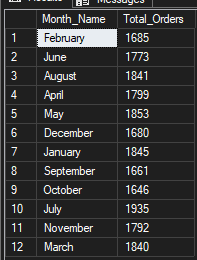 Messages
Month_Name Total_Orders
1 February 1685
2 June 1773
3 August 1841
4 April 1799
5 May 1853
6 December 1680
7 January 1845
8 September 1661
9 October 1646
10 July 1935
11 November 1792
12 March 1840